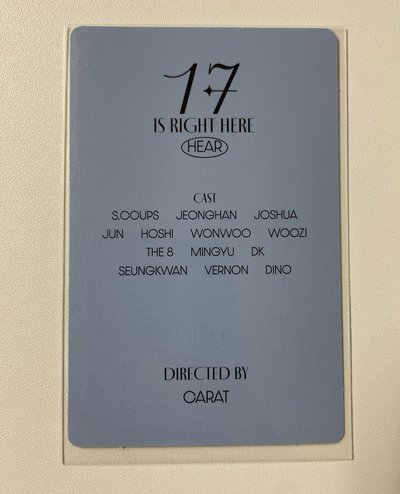 17
IS RIGHT HERE
HEAR
CAST
S.COUPS JEONGHAN JOSHUA
JUN HOSHI WONWOO WOOZI
THE 8 MINGYU DK
SEUNGKWAN VERNON DINO
DIRECTED BY
CARAT